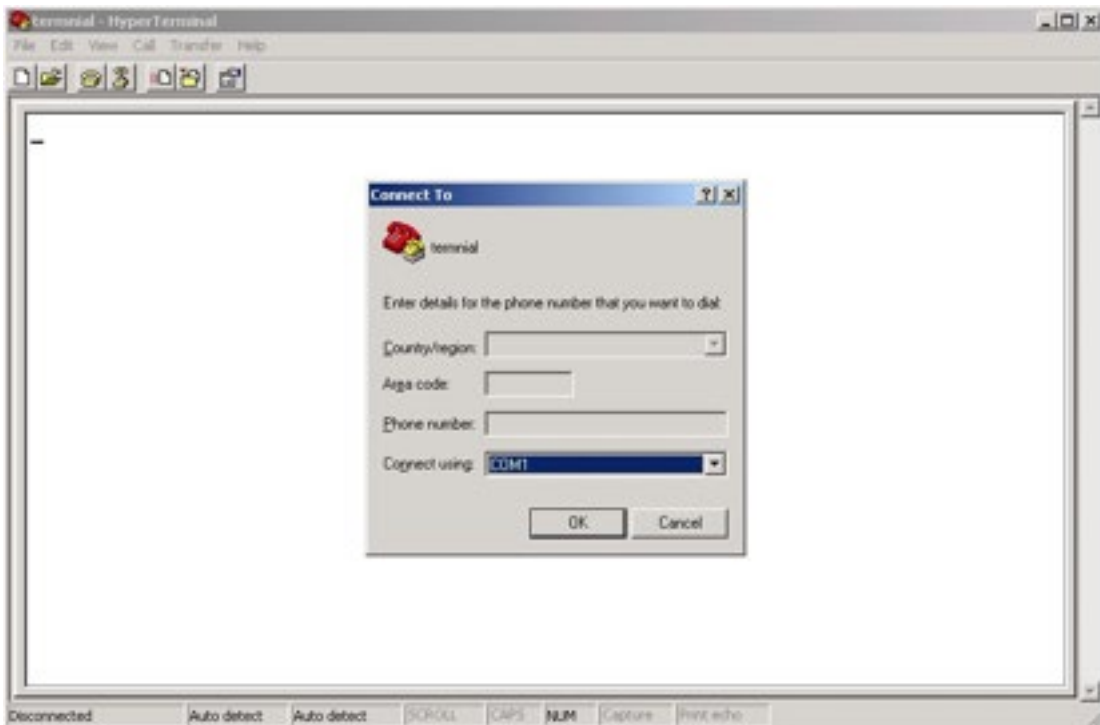 termnial - HyperTerminal
File Edit View Call Transfer Help
Connect To
termnial
Enter details for the phone number that you want to dial:
Country/region:
Area code:
Phone number:
Connect using: COM1
OK Cancel
Disconnected Auto detect Auto detect SCROLL CAPS NUM Capture Print echo